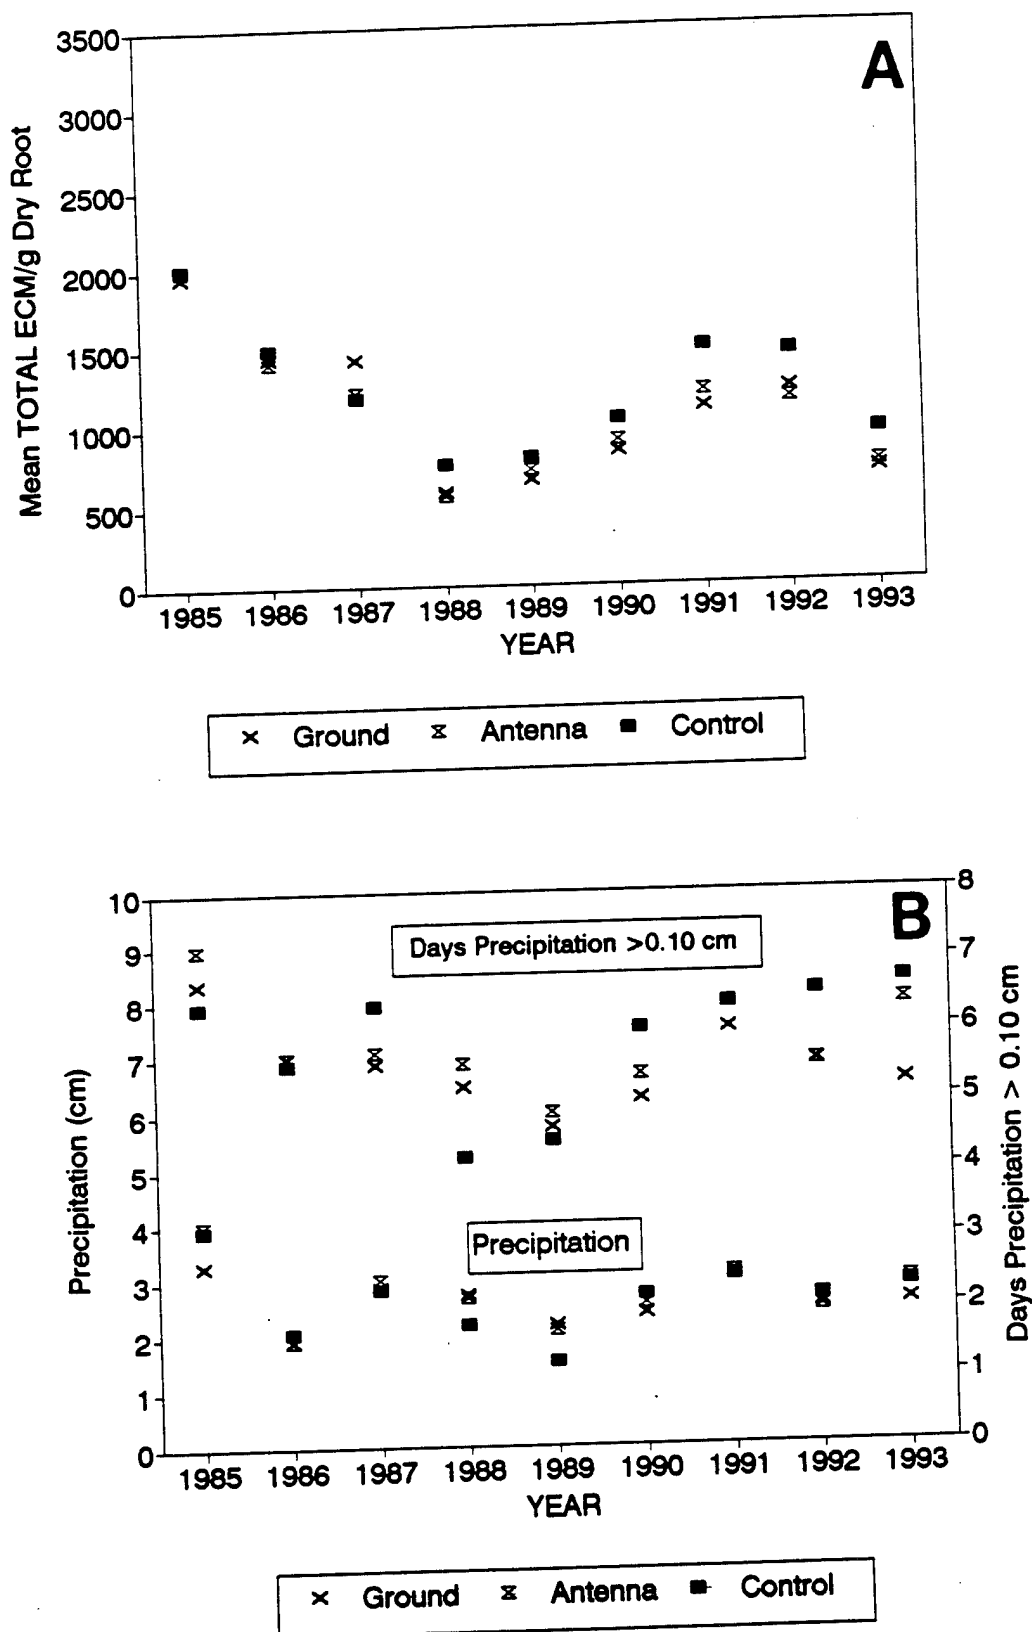 A
Mean TOTAL ECM/g Dry Root
3500
3000
2500
2000
1500
1000
500
0
1985 1986 1987 1988 1989 1990 1991 1992 1993
YEAR
Ground Antenna Control
B
Days Precipitation >0.10 cm
Precipitation
Precipitation (cm)
10
9
8
7
6
5
4
3
2
1
0
Days Precipitation > 0.10 cm
8
7
6
5
4
3
2
1
0
1985 1986 1987 1988 1989 1990 1991 1992 1993
YEAR
Ground Antenna Control